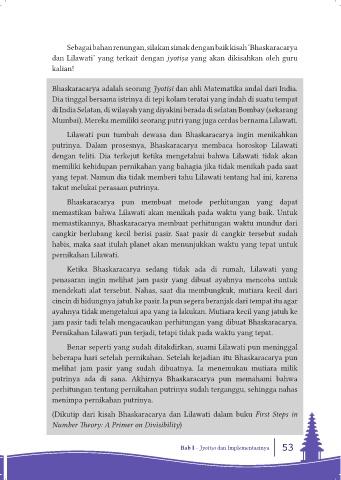 Sebagai bahan renungan, silakan simak dengan baik kisah 'Bhaskaracarya
dan Lilawati' yang terkait dengan jyotiṣa yang akan dikisahkan oleh guru
kalian!
Bhaskaracarya adalah seorang Jyotiṣi dan ahli Matematika andal dari India.
Dia tinggal bersama istrinya di tepi kolam teratai yang indah di suatu tempat
di India Selatan, di wilayah yang diyakini berada di selatan Bombay (sekarang
Mumbai). Mereka memiliki seorang putri yang juga cerdas bernama Lilawati.
Lilawati pun tumbuh dewasa dan Bhaskaracarya ingin menikahkan
putrinya. Dalam prosesnya, Bhaskaracarya membaca horoskop Lilawati
dengan teliti. Dia terkejut ketika mengetahui bahwa Lilawati tidak akan
memiliki kehidupan pernikahan yang bahagia jika tidak menikah pada saat
yang tepat. Namun dia tidak memberi tahu Lilawati tentang hal ini, karena
takut melukai perasaan putrinya.
Bhaskaracarya pun membuat metode perhitungan yang dapat
memastikan bahwa Lilawati akan menikah pada waktu yang baik. Untuk
memastikannya, Bhaskaracarya membuat perhitungan waktu mundur dari
cangkir berlubang kecil berisi pasir. Saat pasir di cangkir tersebut sudah
habis, maka saat itulah planet akan menunjukkan waktu yang tepat untuk
pernikahan Lilawati.
Ketika Bhaskaracarya sedang tidak ada di rumah, Lilawati yang
penasaran ingin melihat jam pasir yang dibuat ayahnya mencoba untuk
mendekati alat tersebut. Nahas, saat dia membungkuk, mutiara kecil dari
cincin di hidungnya jatuh ke pasir. Ia pun segera beranjak dari tempat itu agar
ayahnya tidak mengetahui apa yang ia lakukan. Mutiara kecil yang jatuh ke
jam pasir tadi telah mengacaukan perhitungan yang dibuat Bhaskaracarya.
Pernikahan Lilawati pun terjadi, tetapi tidak pada waktu yang tepat.
Benar seperti yang sudah ditakdirkan, suami Lilawati pun meninggal
beberapa hari setelah pernikahan. Setelah kejadian itu Bhaskaracarya pun
melihat jam pasir yang sudah dibuatnya. Ia menemukan mutiara milik
putrinya ada di sana. Akhirnya Bhaskaracarya pun memahami bahwa
perhitungan tentang pernikahan putrinya sudah terganggu, sehingga nahas
menimpa pernikahan putrinya.
(Dikutip dari kisah Bhaskaracarya dan Lilawati dalam buku First Steps in
Number Theory: A Primer on Divisibility)
Bab I - Jyotiṣa dan Implementasinya 53